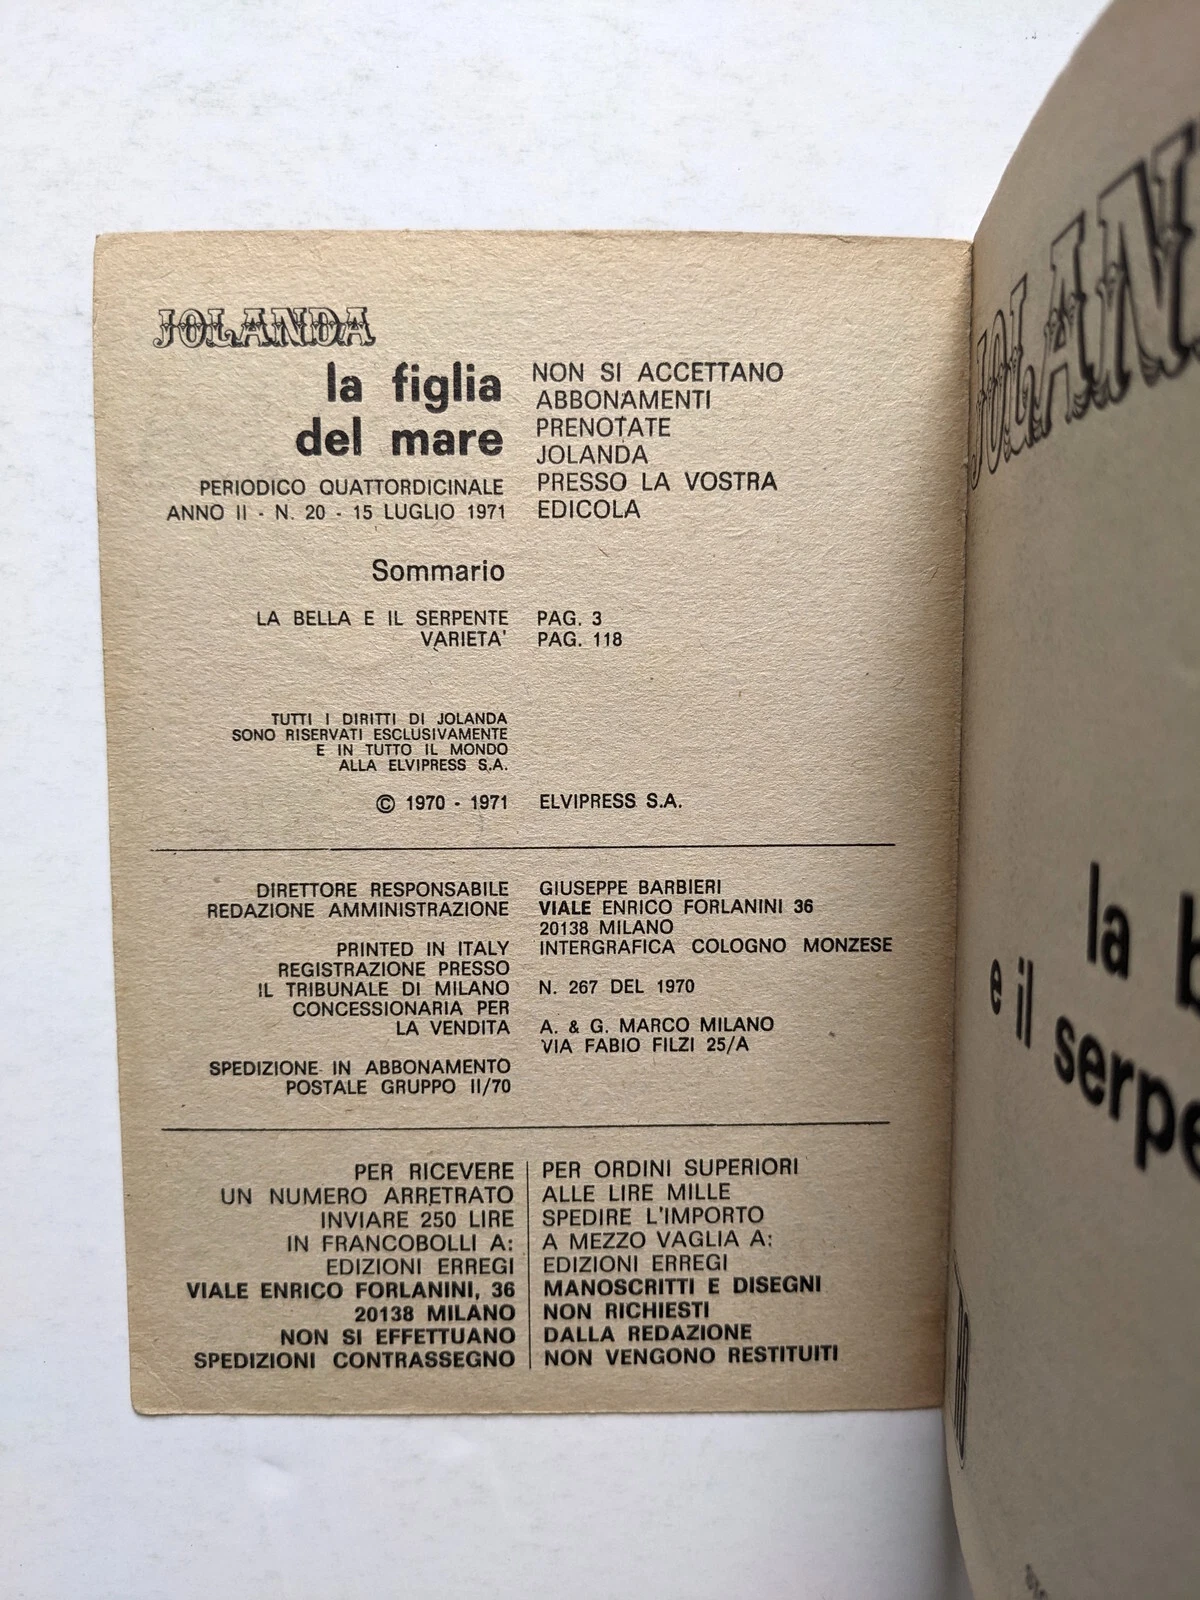 JOLANDA
la figlia
del mare
PERIODICO QUATTORDICINALE
ANNO II - N. 20 - 15 LUGLIO 1971
NON SI ACCETTANO
ABBONAMENTI
PRENOTATE
JOLANDA
PRESSO LA VOSTRA
EDICOLA
Sommario
LA BELLA E IL SERPENTE PAG. 3
VARIETA' PAG. 118
TUTTI I DIRITTI DI JOLANDA
SONO RISERVATI ESCLUSIVAMENTE
E IN TUTTO IL MONDO
ALLA ELVIPRESS S.A.
© 1970 - 1971 ELVIPRESS S.A.
DIRETTORE RESPONSABILE GIUSEPPE BARBIERI
REDAZIONE AMMINISTRAZIONE VIALE ENRICO FORLANINI 36
20138 MILANO
PRINTED IN ITALY INTERGRAFICA COLOGNO MONZESE
REGISTRAZIONE PRESSO
IL TRIBUNALE DI MILANO N. 267 DEL 1970
CONCESSIONARIA PER
LA VENDITA A. & G. MARCO MILANO
VIA FABIO FILZI 25/A
SPEDIZIONE IN ABBONAMENTO
POSTALE GRUPPO II/70
PER RICEVERE
UN NUMERO ARRETRATO
INVIARE 250 LIRE
IN FRANCOBOLLI A:
EDIZIONI ERREGI
VIALE ENRICO FORLANINI, 36
20138 MILANO
NON SI EFFETTUANO
SPEDIZIONI CONTRASSEGNO
PER ORDINI SUPERIORI
ALLE LIRE MILLE
SPEDIRE L'IMPORTO
A MEZZO VAGLIA A:
EDIZIONI ERREGI
MANOSCRITTI E DISEGNI
NON RICHIESTI
DALLA REDAZIONE
NON VENGONO RESTITUITI
JOLAN
la b
e il serpe